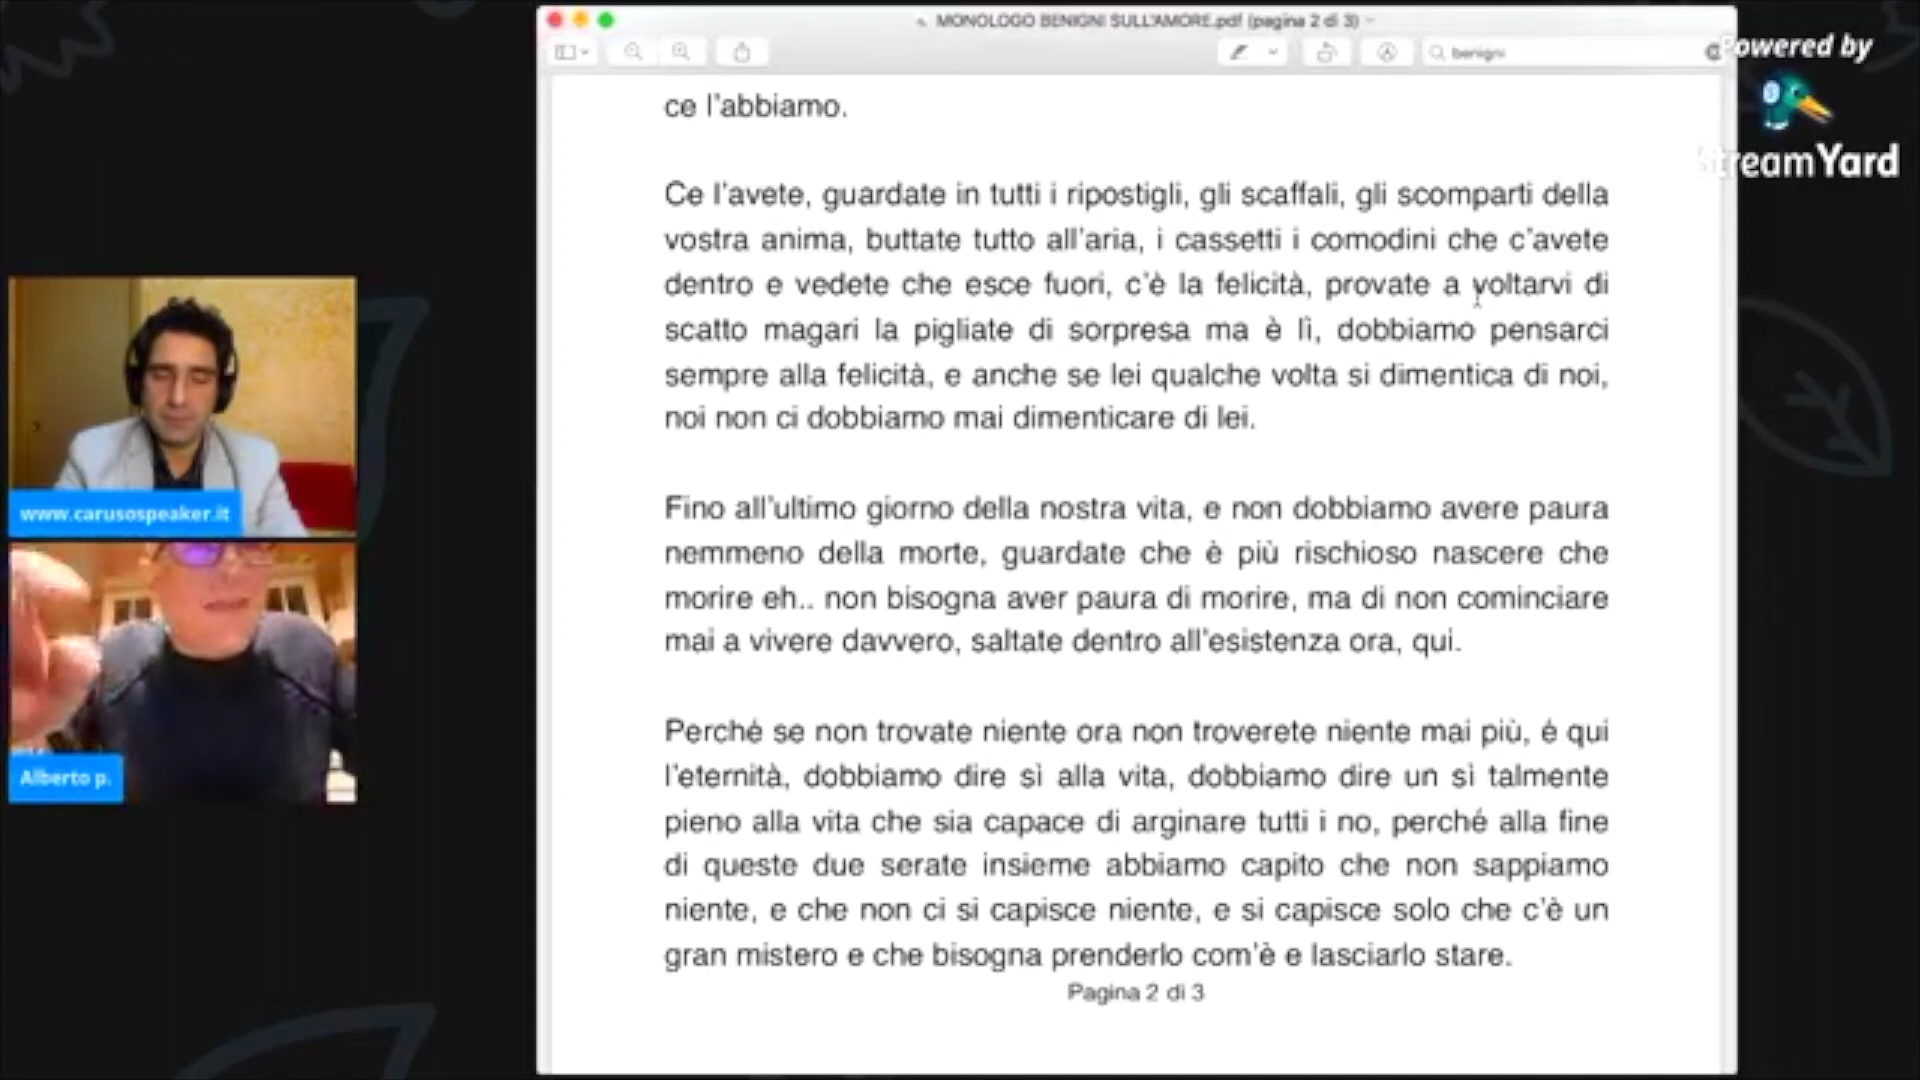 MONOLOGO BENIGNI SULL'AMORE.pdf (pagina 2 di 3)
benigni
Powered by
StreamYard
ce l'abbiamo.
Ce l'avete, guardate in tutti i ripostigli, gli scaffali, gli scomparti della
vostra anima, buttate tutto all'aria, i cassetti i comodini che c'avete
dentro e vedete che esce fuori, c'è la felicità, provate a voltarvi di
scatto magari la pigliate di sorpresa ma è lì, dobbiamo pensarci
sempre alla felicità, e anche se lei qualche volta si dimentica di noi,
noi non ci dobbiamo mai dimenticare di lei.
Fino all'ultimo giorno della nostra vita, e non dobbiamo avere paura
nemmeno della morte, guardate che è più rischioso nascere che
morire eh.. non bisogna aver paura di morire, ma di non cominciare
mai a vivere davvero, saltate dentro all'esistenza ora, qui.
Perché se non trovate niente ora non troverete niente mai più, é qui
l'eternità, dobbiamo dire sì alla vita, dobbiamo dire un sì talmente
pieno alla vita che sia capace di arginare tutti i no, perché alla fine
di queste due serate insieme abbiamo capito che non sappiamo
niente, e che non ci si capisce niente, e si capisce solo che c'è un
gran mistero e che bisogna prenderlo com'è e lasciarlo stare.
Pagina 2 di 3
www.carusospeaker.it
Alberto p.